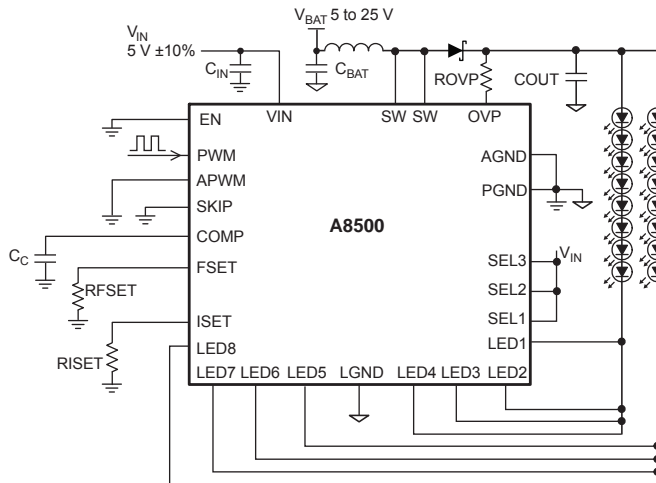 V_BAT 5 to 25 V
V_IN
5 V ±10%
C_IN
C_BAT
ROVP
COUT
EN
VIN
SW SW
OVP
PWM
AGND
APWM
PGND
SKIP
A8500
COMP
C_C
V_IN
FSET
SEL3
RFSET
SEL2
ISET
SEL1
LED8
LED1
RISET
LED7 LED6 LED5 LGND LED4 LED3 LED2